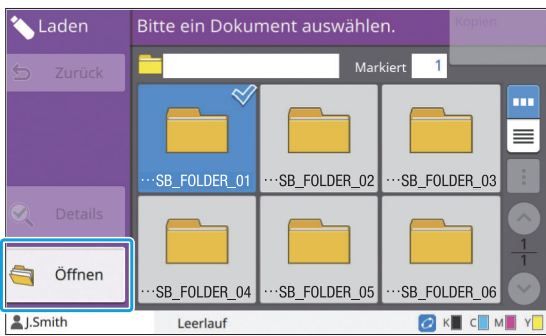 Laden
Bitte ein Dokument auswählen.
Kopien
Zurück
Markiert 1
···SB_FOLDER_01 ···SB_FOLDER_02 ···SB_FOLDER_03
Details
1
1
Öffnen
···SB_FOLDER_04 ···SB_FOLDER_05 ···SB_FOLDER_06
J.Smith Leerlauf K C M Y